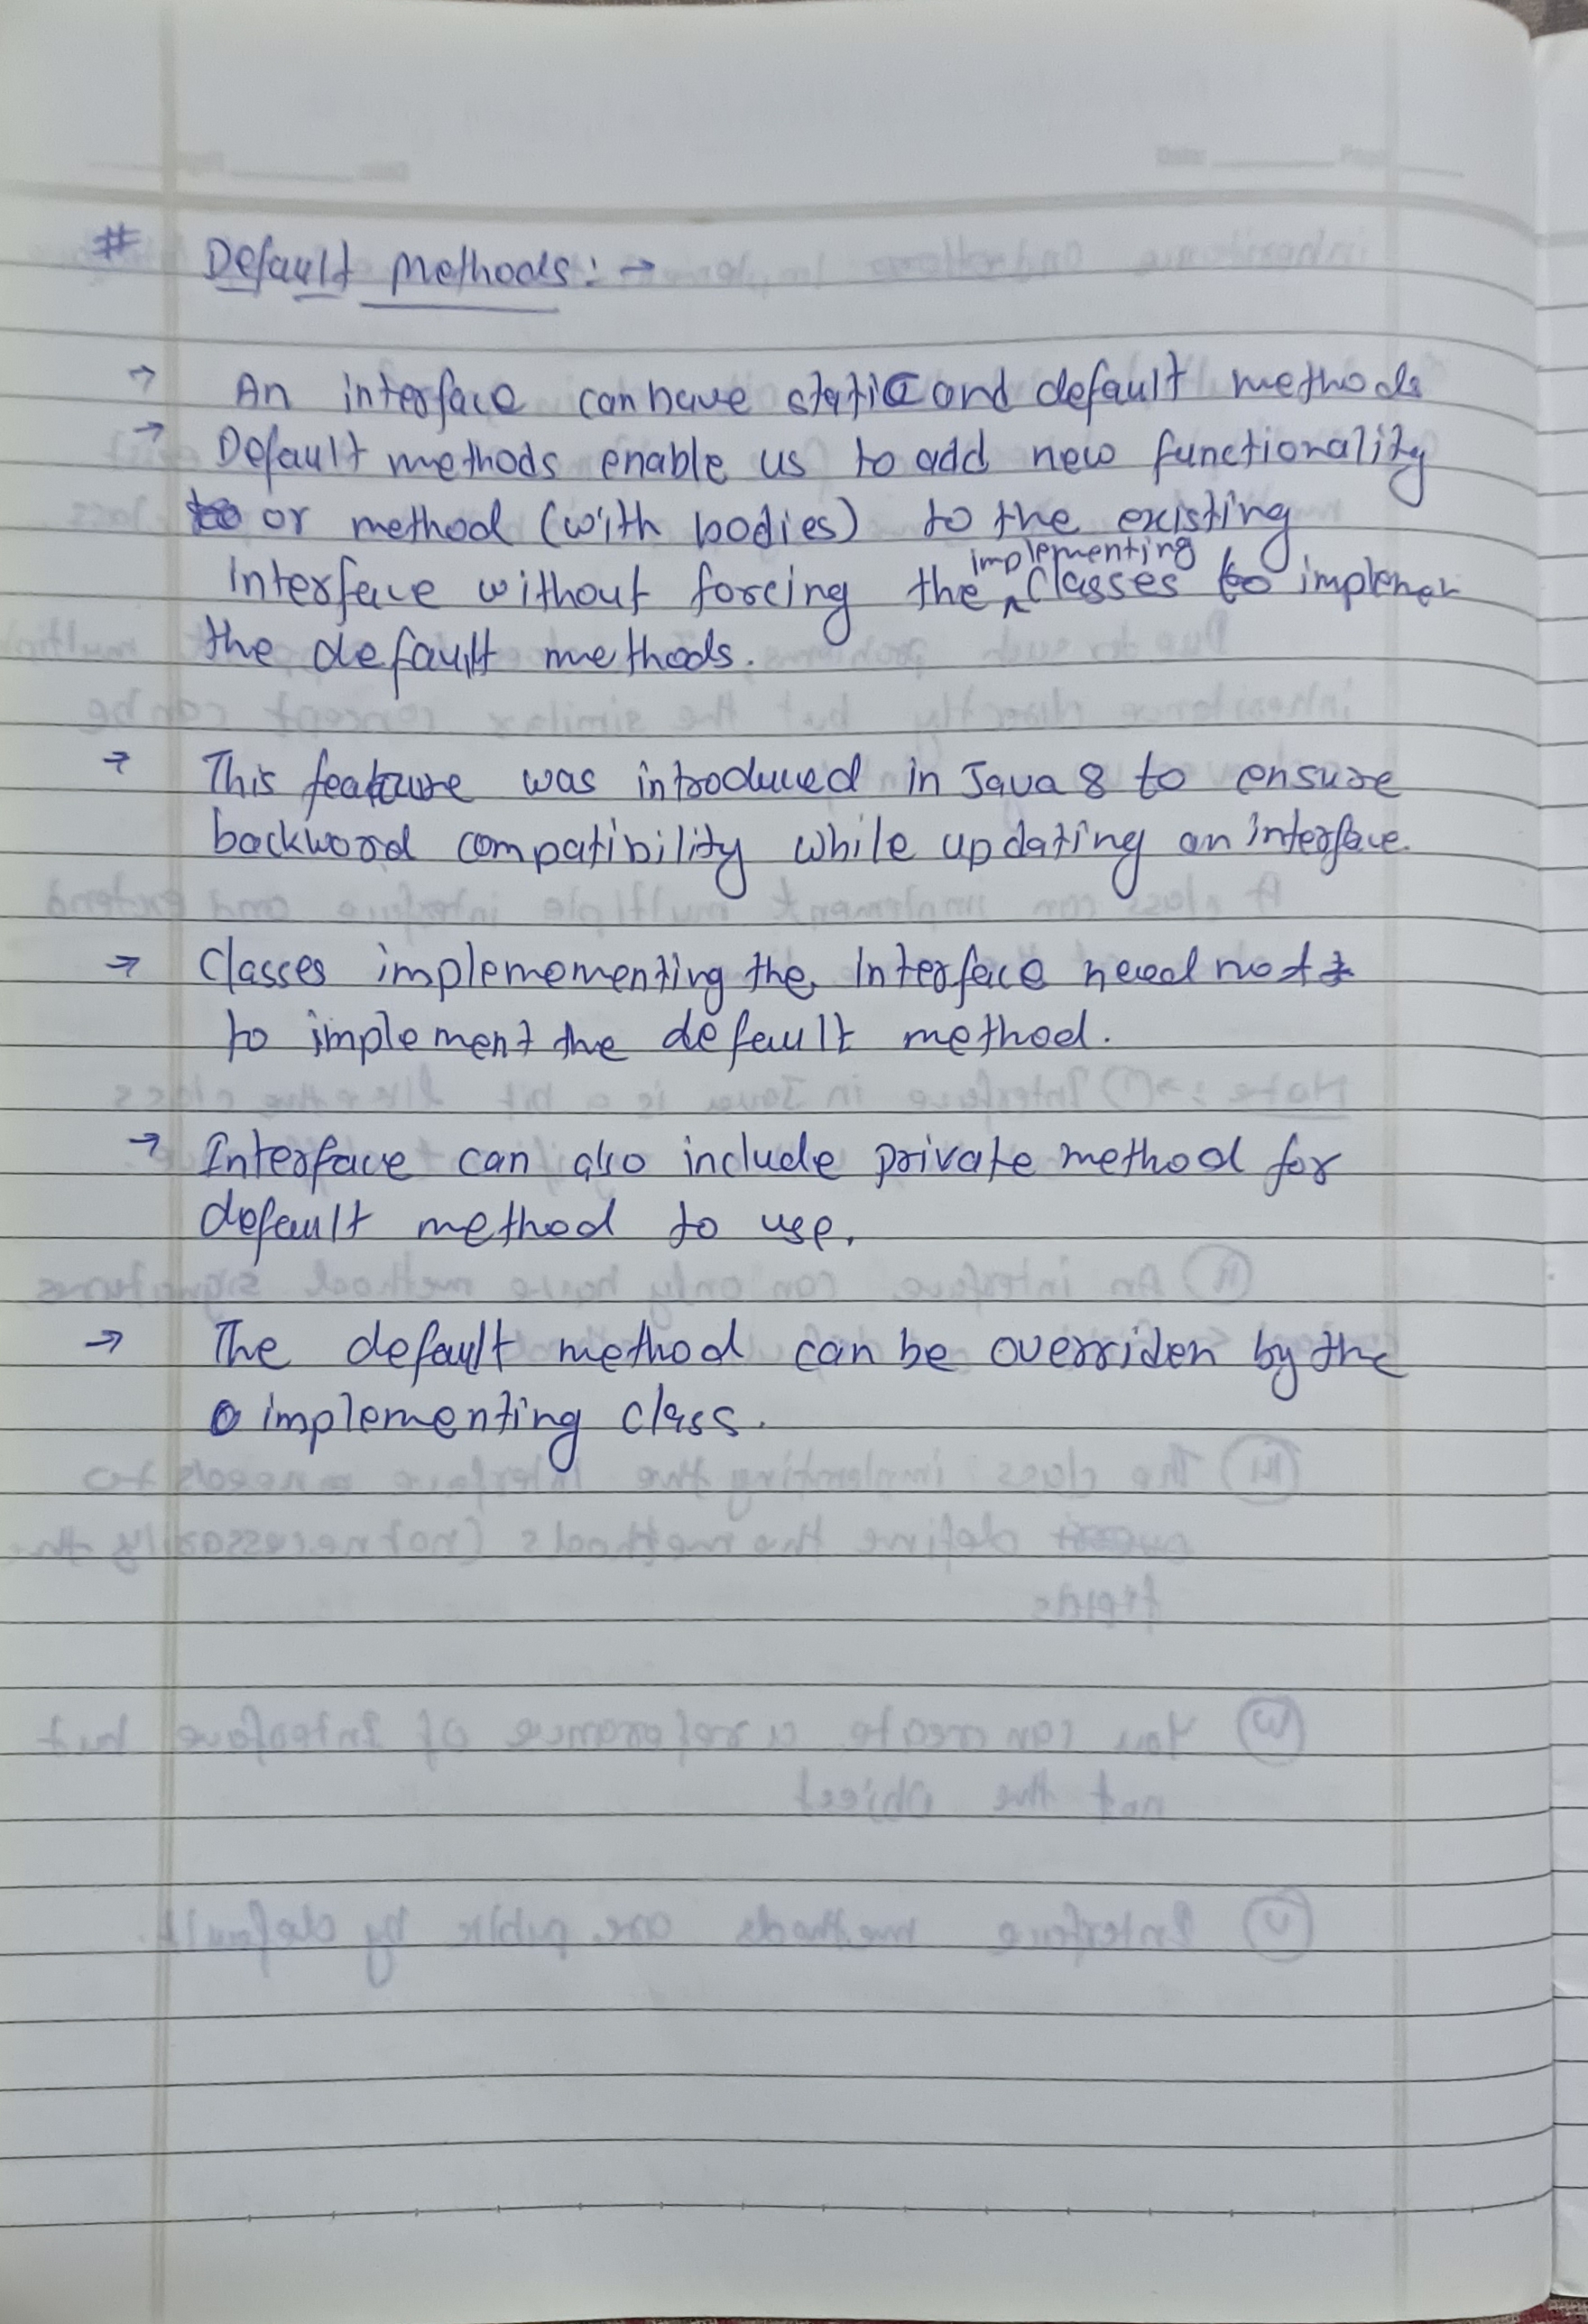 # Default Methods: →
→ An interface can have static and default methods
→ Default methods enable us to add new functionality
or method (with bodies) to the existing
implementing
interface without forcing the ^ classes to implemen
the default methods.
→ This feature was introduced in Java 8 to ensure
backword compatibility while updating an interface.
→ Classes implemementing the Interface need not
to implement the default method.
→ Interface can also include private method for
default method to use.
→ The default method can be overriden by the
implementing class.